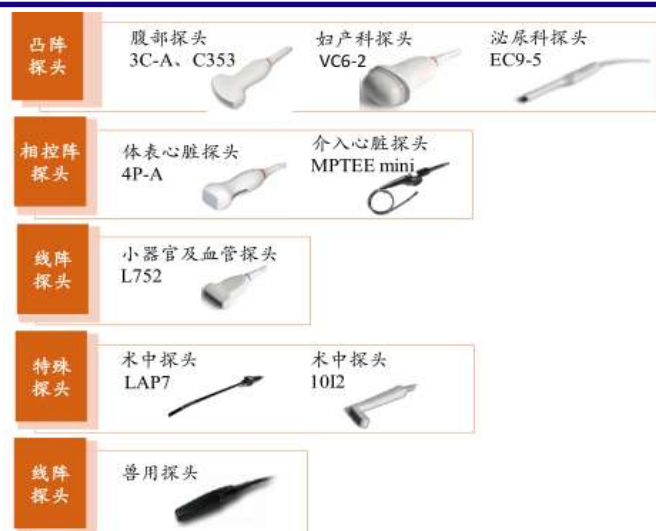 凸阵
探头
腹部探头
3C-A、C353
妇产科探头
VC6-2
泌尿科探头
EC9-5
相控阵
探头
体表心脏探头
4P-A
介入心脏探头
MPTEE mini
线阵
探头
小器官及血管探头
L752
特殊
探头
术中探头
LAP7
术中探头
10I2
线阵
探头
兽用探头